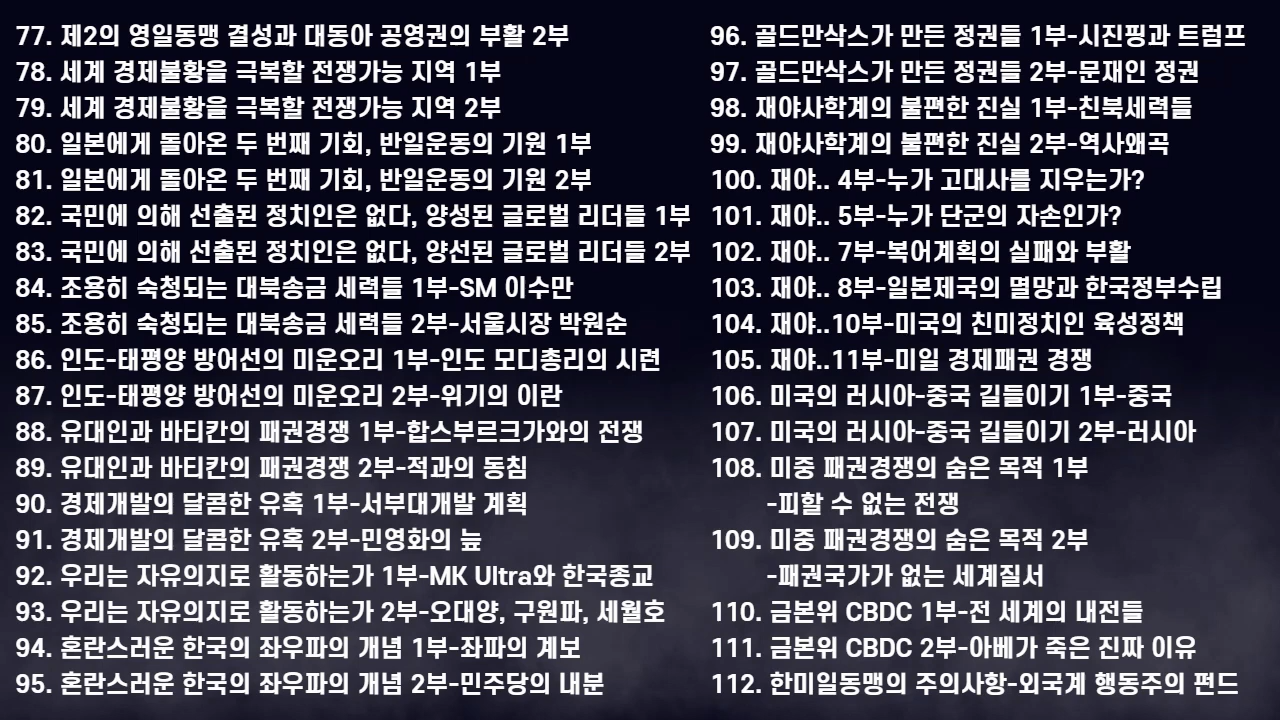 77. 제2의 영일동맹 결성과 대동아 공영권의 부활 2부
78. 세계 경제불황을 극복할 전쟁가능 지역 1부
79. 세계 경제불황을 극복할 전쟁가능 지역 2부
80. 일본에게 돌아온 두 번째 기회, 반일운동의 기원 1부
81. 일본에게 돌아온 두 번째 기회, 반일운동의 기원 2부
82. 국민에 의해 선출된 정치인은 없다, 양성된 글로벌 리더들 1부
83. 국민에 의해 선출된 정치인은 없다, 양선된 글로벌 리더들 2부
84. 조용히 숙청되는 대북송금 세력들 1부-SM 이수만
85. 조용히 숙청되는 대북송금 세력들 2부-서울시장 박원순
86. 인도-태평양 방어선의 미운오리 1부-인도 모디총리의 시련
87. 인도-태평양 방어선의 미운오리 2부-위기의 이란
88. 유대인과 바티칸의 패권경쟁 1부-합스부르크가와의 전쟁
89. 유대인과 바티칸의 패권경쟁 2부-적과의 동침
90. 경제개발의 달콤한 유혹 1부-서부대개발 계획
91. 경제개발의 달콤한 유혹 2부-민영화의 늪
92. 우리는 자유의지로 활동하는가 1부-MK Ultra와 한국종교
93. 우리는 자유의지로 활동하는가 2부-오대양, 구원파, 세월호
94. 혼란스러운 한국의 좌우파의 개념 1부-좌파의 계보
95. 혼란스러운 한국의 좌우파의 개념 2부-민주당의 내분
96. 골드만삭스가 만든 정권들 1부-시진핑과 트럼프
97. 골드만삭스가 만든 정권들 2부-문재인 정권
98. 재야사학계의 불편한 진실 1부-친북세력들
99. 재야사학계의 불편한 진실 2부-역사왜곡
100. 재야.. 4부-누가 고대사를 지우는가?
101. 재야.. 5부-누가 단군의 자손인가?
102. 재야.. 7부-복어계획의 실패와 부활
103. 재야.. 8부-일본제국의 멸망과 한국정부수립
104. 재야..10부-미국의 친미정치인 육성정책
105. 재야..11부-미일 경제패권 경쟁
106. 미국의 러시아-중국 길들이기 1부-중국
107. 미국의 러시아-중국 길들이기 2부-러시아
108. 미중 패권경쟁의 숨은 목적 1부
-피할 수 없는 전쟁
109. 미중 패권경쟁의 숨은 목적 2부
-패권국가가 없는 세계질서
110. 금본위 CBDC 1부-전 세계의 내전들
111. 금본위 CBDC 2부-아베가 죽은 진짜 이유
112. 한미일동맹의 주의사항-외국계 행동주의 펀드